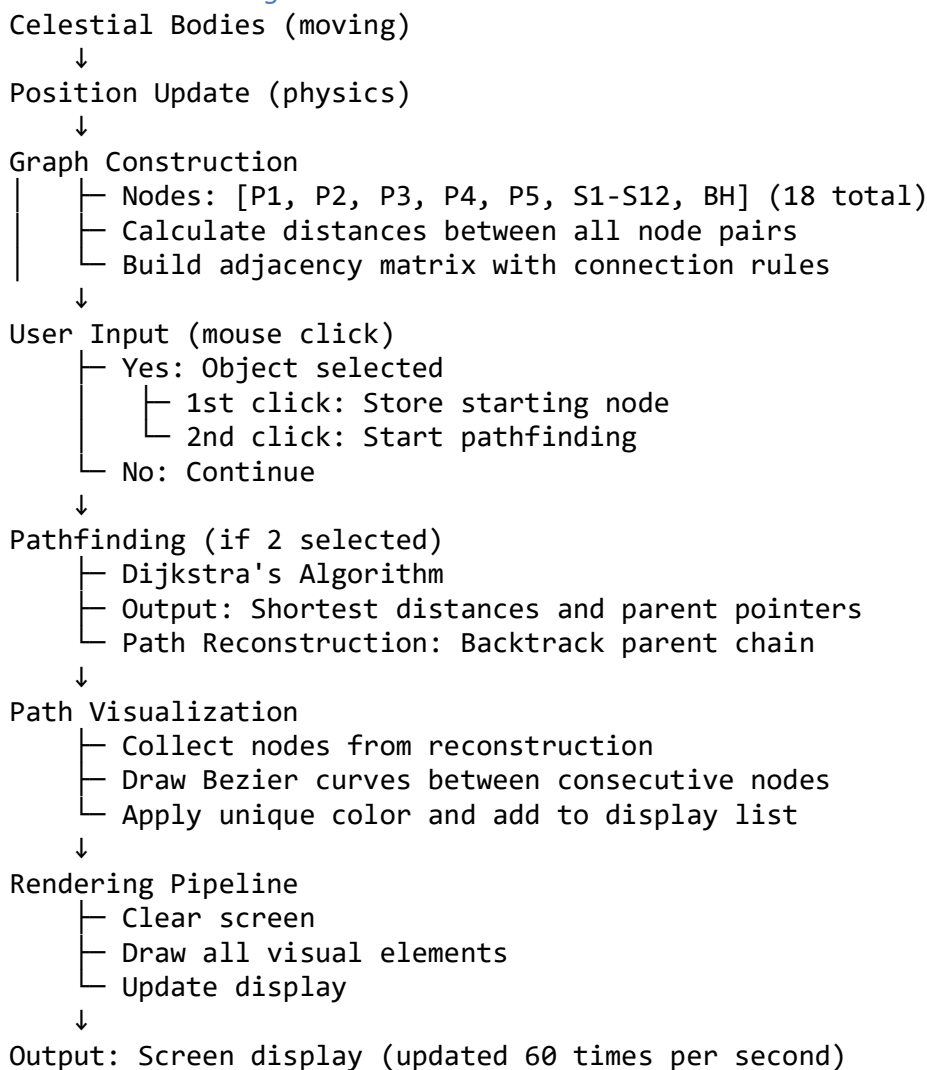 Celestial Bodies (moving)
↓
Position Update (physics)
↓
Graph Construction
│   ├─ Nodes: [P1, P2, P3, P4, P5, S1-S12, BH] (18 total)
│   ├─ Calculate distances between all node pairs
│   └─ Build adjacency matrix with connection rules
↓
User Input (mouse click)
├─ Yes: Object selected
│   ├─ 1st click: Store starting node
│   └─ 2nd click: Start pathfinding
└─ No: Continue
↓
Pathfinding (if 2 selected)
├─ Dijkstra's Algorithm
├─ Output: Shortest distances and parent pointers
└─ Path Reconstruction: Backtrack parent chain
↓
Path Visualization
├─ Collect nodes from reconstruction
├─ Draw Bezier curves between consecutive nodes
└─ Apply unique color and add to display list
↓
Rendering Pipeline
├─ Clear screen
├─ Draw all visual elements
└─ Update display
↓
Output: Screen display (updated 60 times per second)